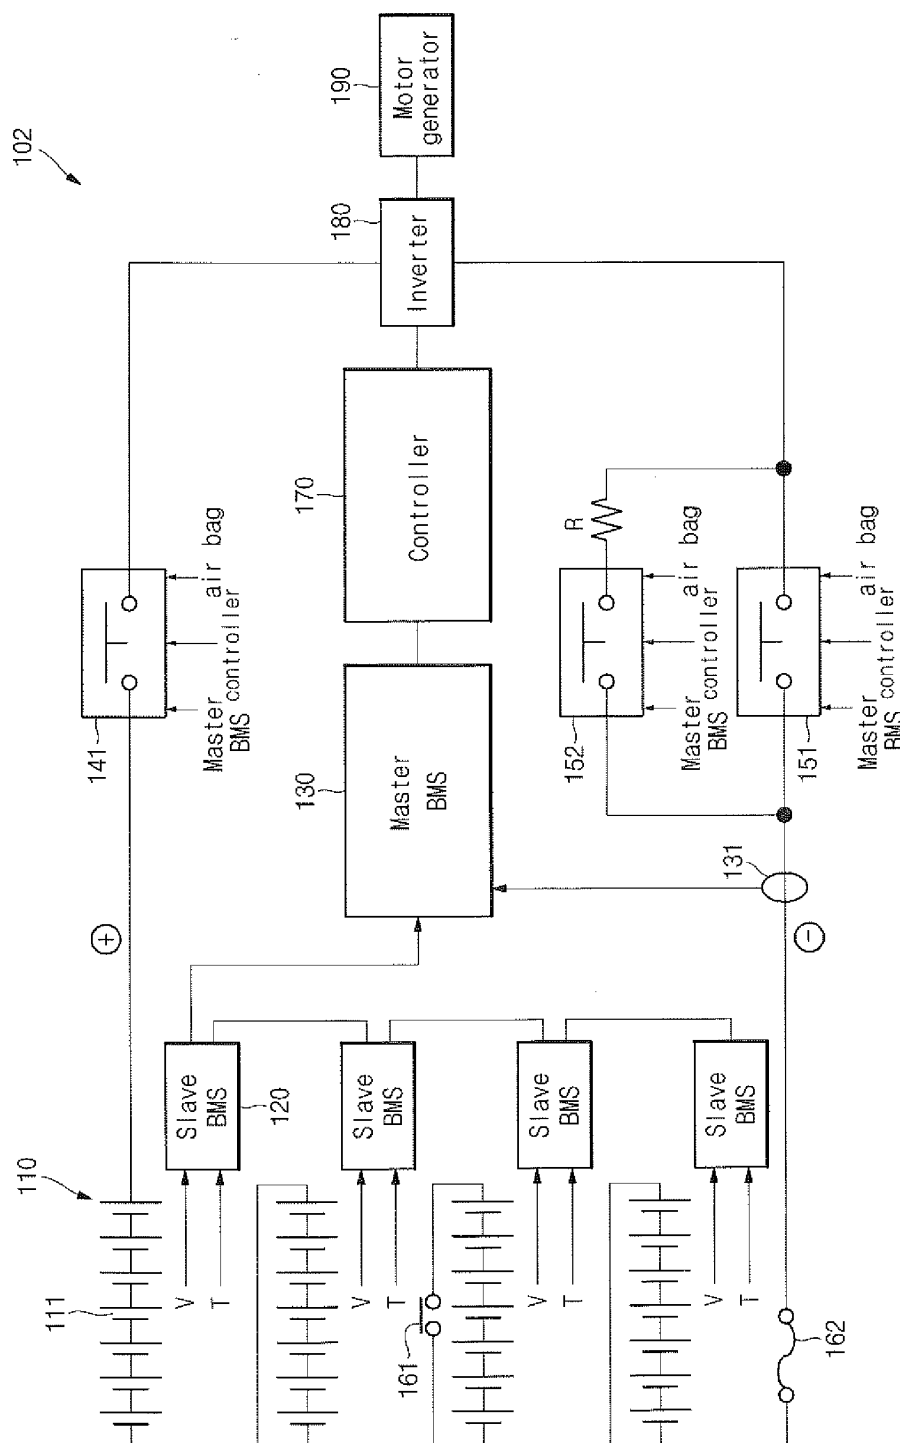 102
110
111
V
T
Slave
BMS
120
V
T
Slave
BMS
161
V
T
Slave
BMS
V
T
Slave
BMS
162
+
-
131
130
Master
BMS
170
Controller
180
Inverter
190
Motor
generator
141
Master
BMS
controller
air bag
152
R
Master
BMS
controller
air bag
151
Master
BMS
controller
air bag